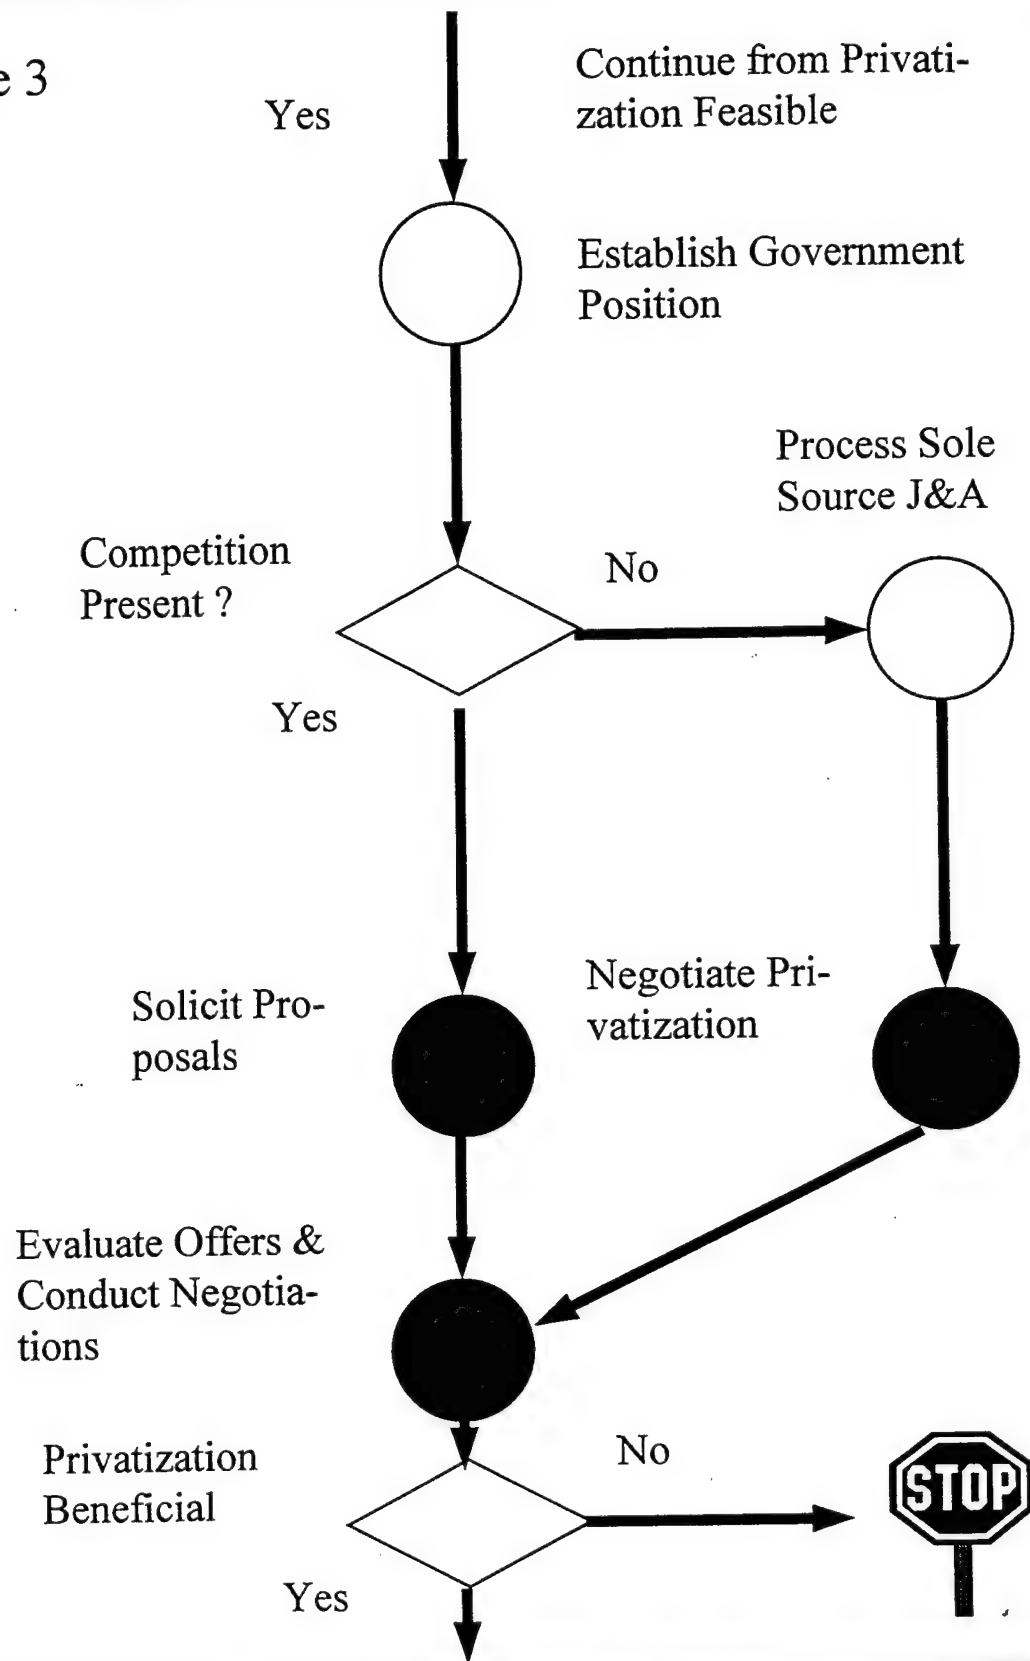 e 3
Yes
Continue from Privati-
zation Feasible
Establish Government
Position
Process Sole
Source J&A
Competition
Present ?
No
Yes
Solicit Pro-
posals
Negotiate Pri-
vatization
Evaluate Offers &
Conduct Negotia-
tions
Privatization
Beneficial
No
STOP
Yes